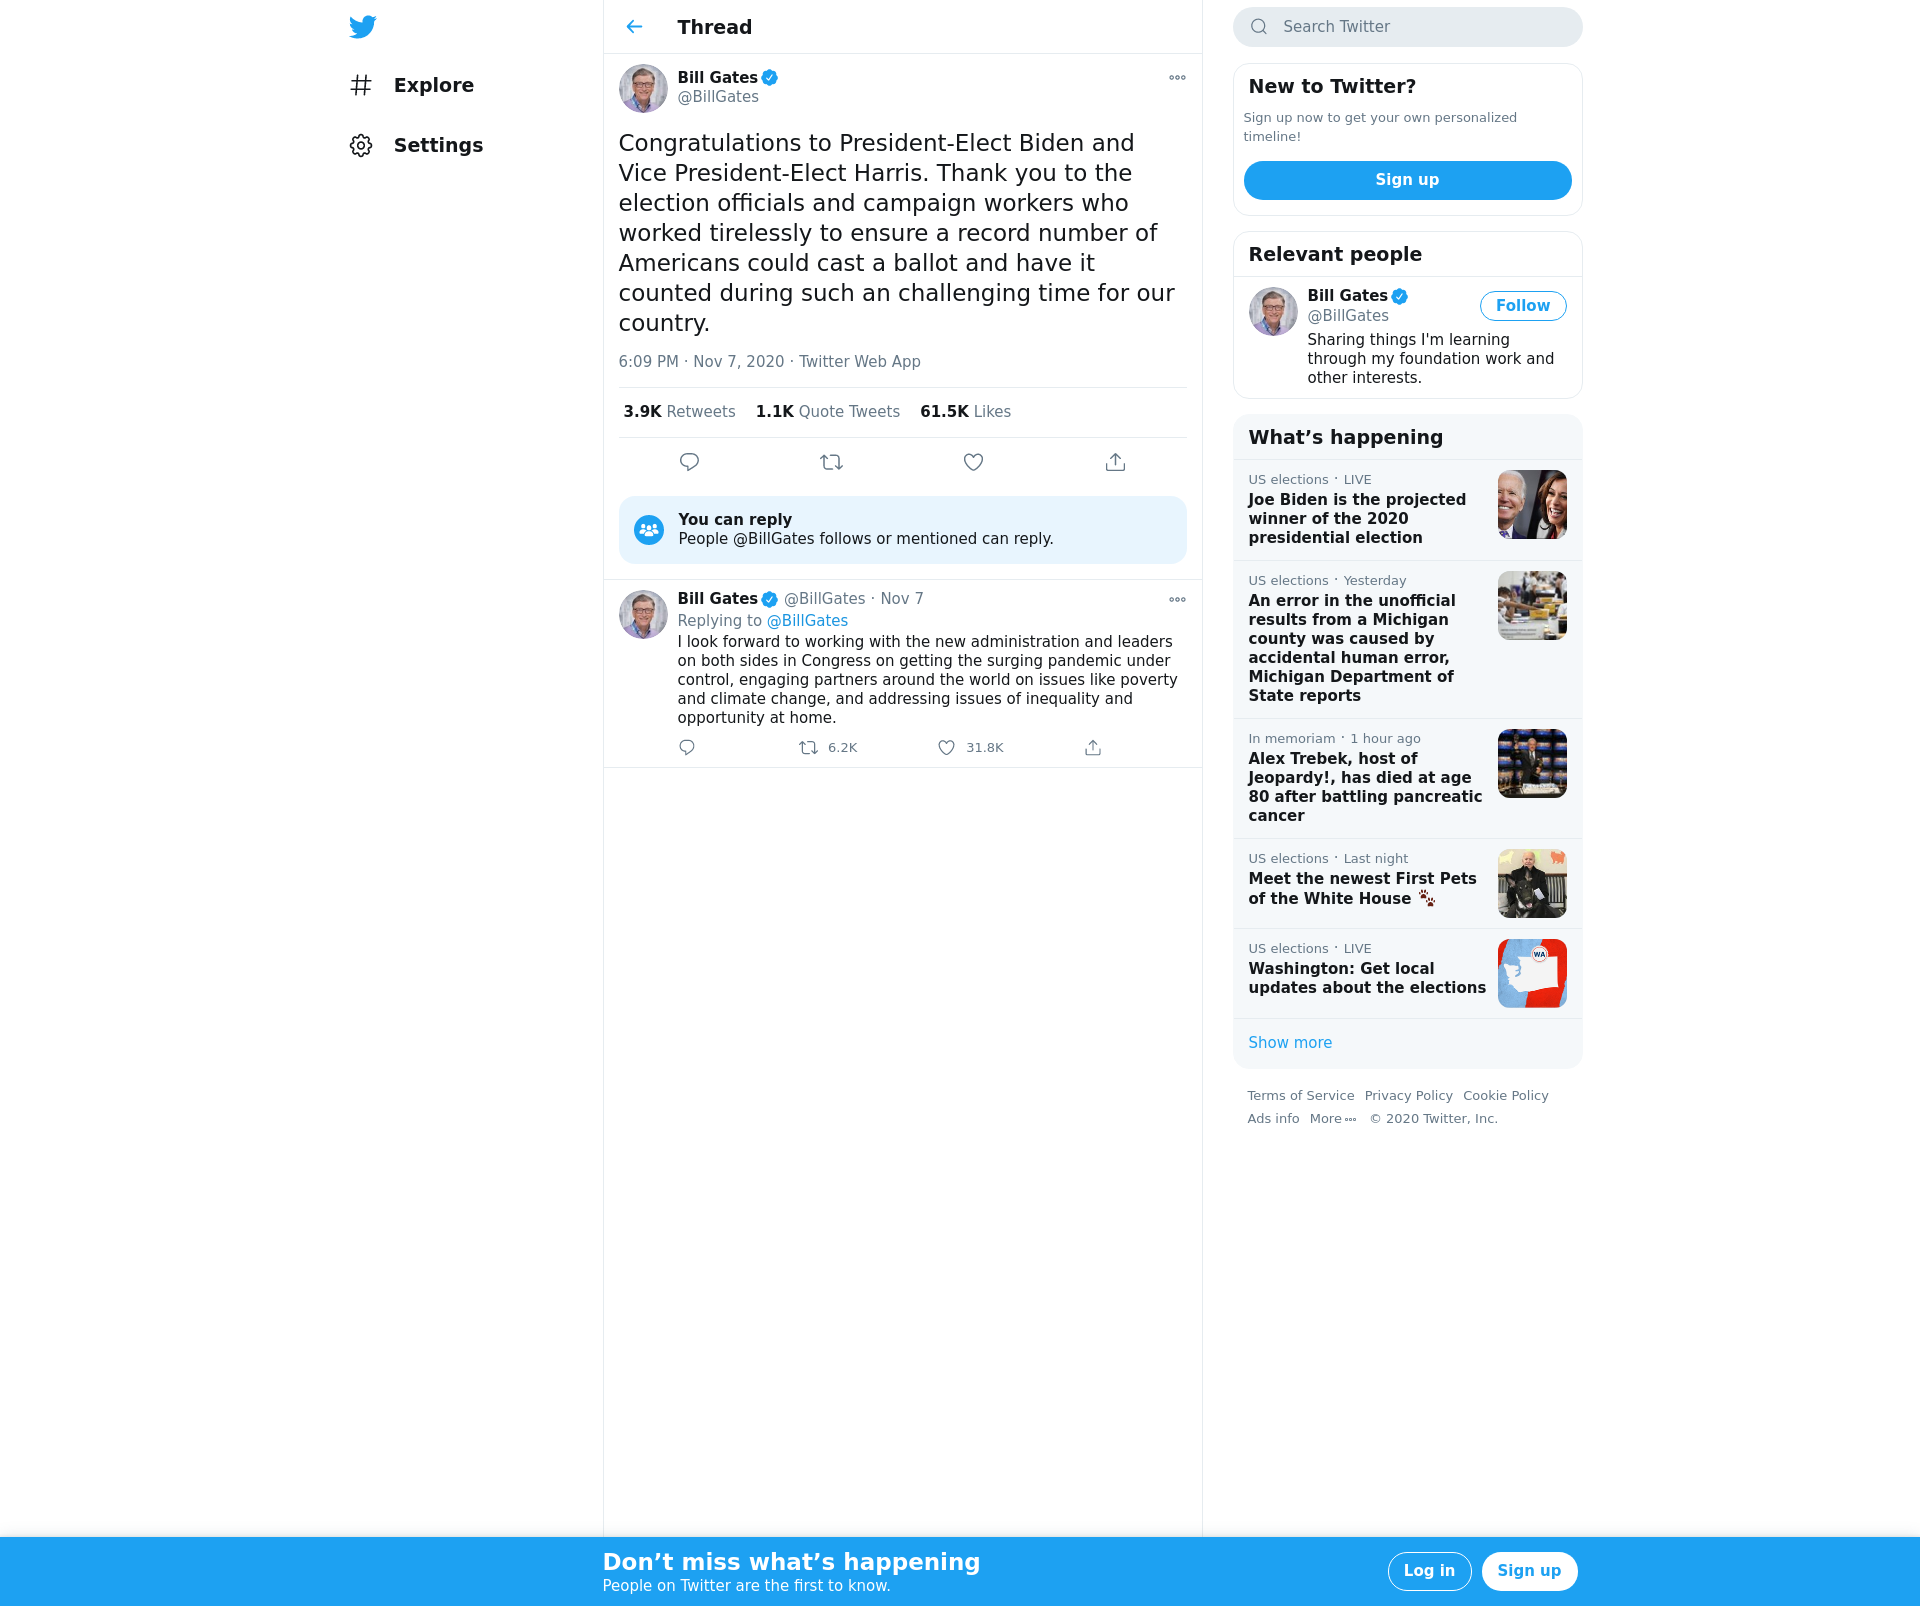 Explore
Settings
Thread
Bill Gates
@BillGates
Congratulations to President-Elect Biden and
Vice President-Elect Harris. Thank you to the
election officials and campaign workers who
worked tirelessly to ensure a record number of
Americans could cast a ballot and have it
counted during such an challenging time for our
country.
6:09 PM · Nov 7, 2020 · Twitter Web App
3.9K Retweets 1.1K Quote Tweets 61.5K Likes
You can reply
People @BillGates follows or mentioned can reply.
Bill Gates @BillGates · Nov 7
Replying to @BillGates
I look forward to working with the new administration and leaders
on both sides in Congress on getting the surging pandemic under
control, engaging partners around the world on issues like poverty
and climate change, and addressing issues of inequality and
opportunity at home.
6.2K 31.8K
Search Twitter
New to Twitter?
Sign up now to get your own personalized
timeline!
Sign up
Relevant people
Bill Gates
@BillGates
Follow
Sharing things I'm learning
through my foundation work and
other interests.
What’s happening
US elections · LIVE
Joe Biden is the projected
winner of the 2020
presidential election
US elections · Yesterday
An error in the unofficial
results from a Michigan
county was caused by
accidental human error,
Michigan Department of
State reports
In memoriam · 1 hour ago
Alex Trebek, host of
Jeopardy!, has died at age
80 after battling pancreatic
cancer
US elections · Last night
Meet the newest First Pets
of the White House 🐾
US elections · LIVE
Washington: Get local
updates about the elections
WA
Show more
Terms of Service Privacy Policy Cookie Policy
Ads info More © 2020 Twitter, Inc.
Don’t miss what’s happening
People on Twitter are the first to know.
Log in
Sign up